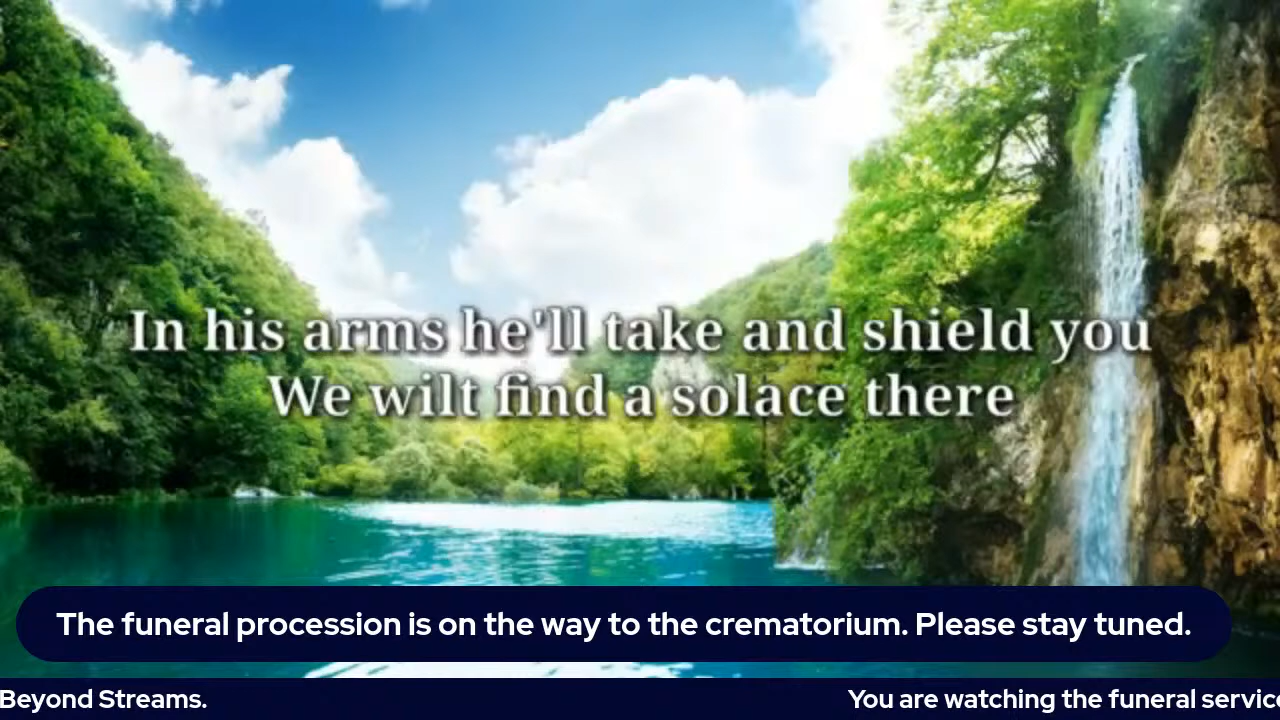 In his arms he'll take and shield you
We wilt find a solace there
The funeral procession is on the way to the crematorium. Please stay tuned.
Beyond Streams.
You are watching the funeral service